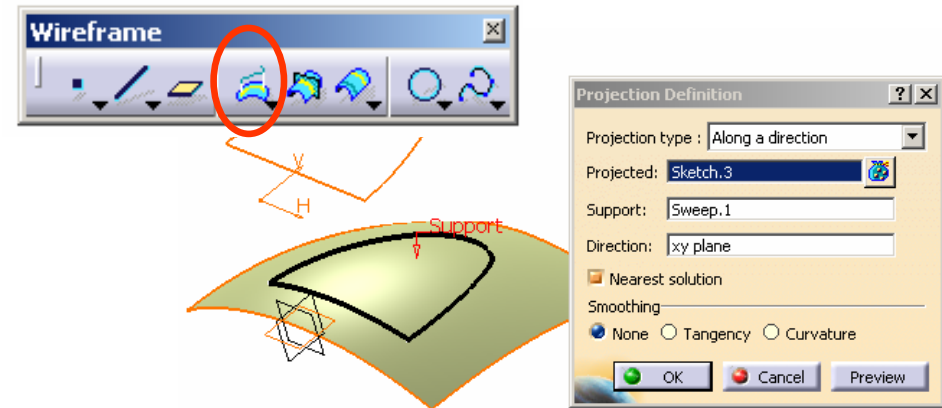 Wireframe
V
H
Support
Projection Definition
Projection type : Along a direction
Projected: Sketch.3
Support: Sweep.1
Direction: xy plane
Nearest solution
Smoothing
None Tangency Curvature
OK Cancel Preview